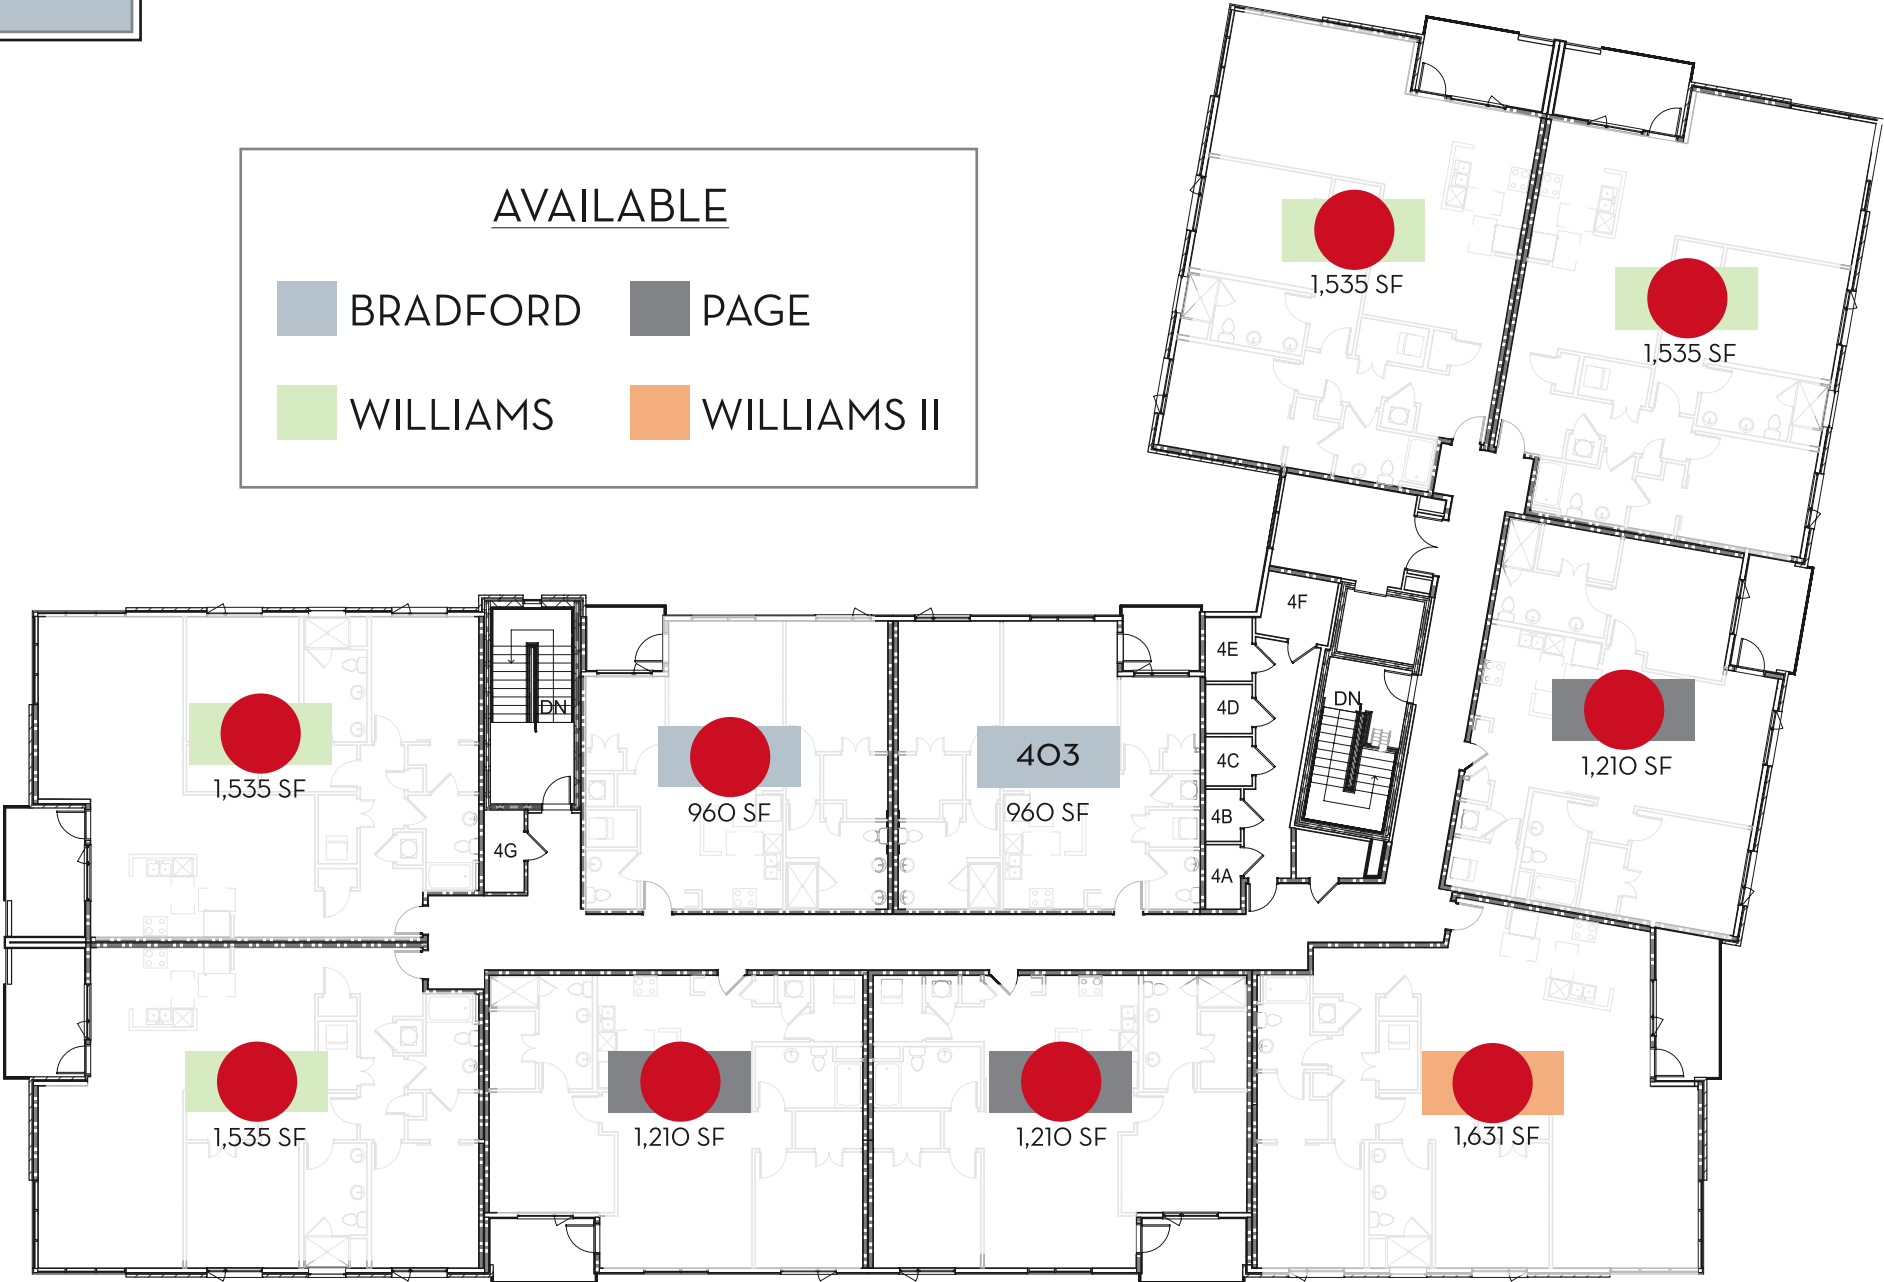 AVAILABLE
BRADFORD
PAGE
WILLIAMS
WILLIAMS II
1,535 SF
1,535 SF
4F
4E
4D
4C
4B
4A
DN
1,210 SF
1,535 SF
DN
4G
960 SF
403
960 SF
1,535 SF
1,210 SF
1,210 SF
1,631 SF